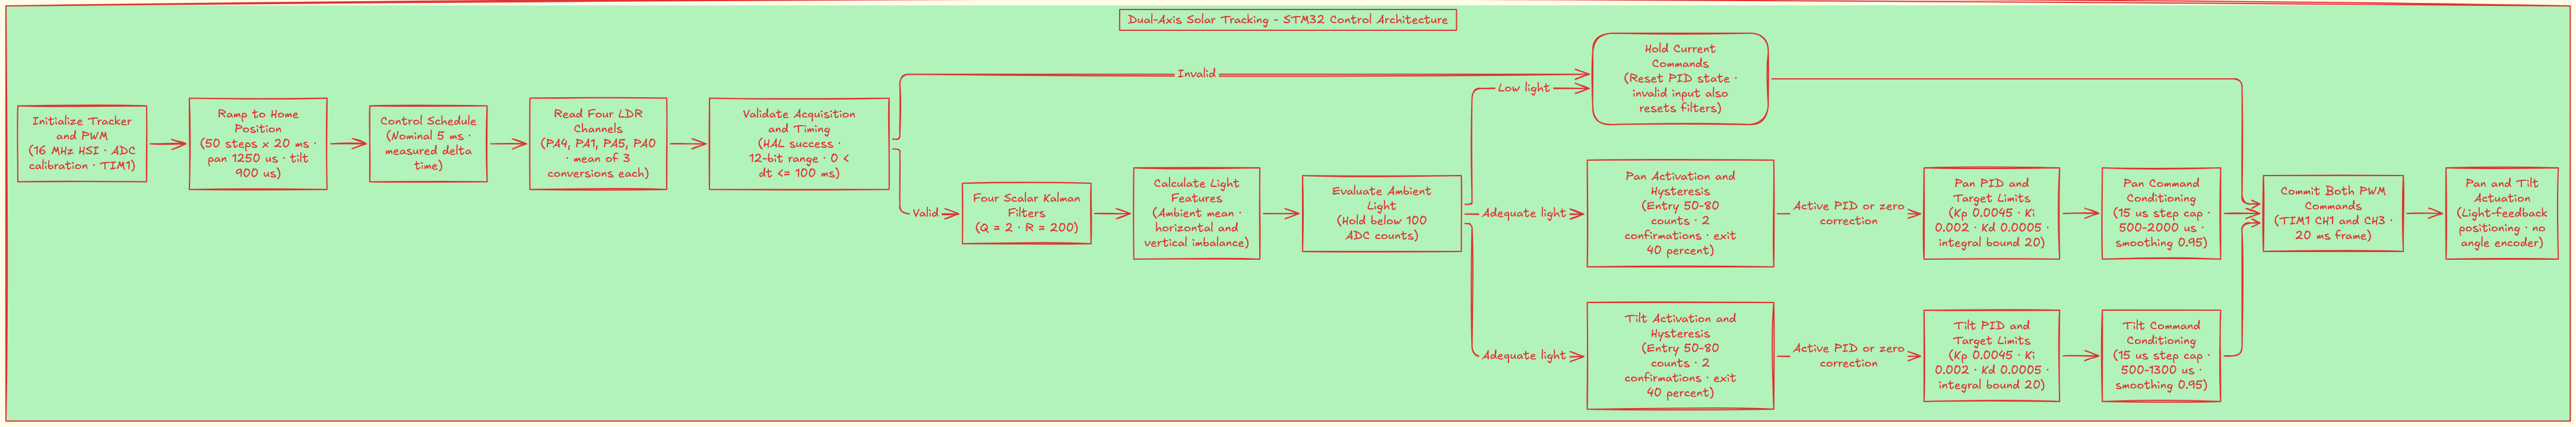 Dual-Axis Solar Tracking - STM32 Control Architecture
Initialize Tracker
and PWM
(16 MHz HSI · ADC
calibration · TIM1)
Ramp to Home
Position
(50 steps x 20 ms ·
pan 1250 us · tilt
900 us)
Control Schedule
(Nominal 5 ms ·
measured delta
time)
Read Four LDR
Channels
(PA4, PA1, PA5, PA0
· mean of 3
conversions each)
Validate Acquisition
and Timing
(HAL success ·
12-bit range · 0 <
dt <= 100 ms)
Invalid
Valid
Four Scalar Kalman
Filters
(Q = 2 · R = 200)
Calculate Light
Features
(Ambient mean ·
horizontal and
vertical imbalance)
Evaluate Ambient
Light
(Hold below 100
ADC counts)
Low light
Adequate light
Adequate light
Hold Current
Commands
(Reset PID state ·
invalid input also
resets filters)
Pan Activation and
Hysteresis
(Entry 50-80
counts · 2
confirmations · exit
40 percent)
Active PID or zero
correction
Pan PID and
Target Limits
(Kp 0.0045 · Ki
0.002 · Kd 0.0005 ·
integral bound 20)
Pan Command
Conditioning
(15 us step cap ·
500-2000 us ·
smoothing 0.95)
Tilt Activation and
Hysteresis
(Entry 50-80
counts · 2
confirmations · exit
40 percent)
Active PID or zero
correction
Tilt PID and
Target Limits
(Kp 0.0045 · Ki
0.002 · Kd 0.0005 ·
integral bound 20)
Tilt Command
Conditioning
(15 us step cap ·
500-1300 us ·
smoothing 0.95)
Commit Both PWM
Commands
(TIM1 CH1 and CH3 ·
20 ms frame)
Pan and Tilt
Actuation
(Light-feedback
positioning · no
angle encoder)